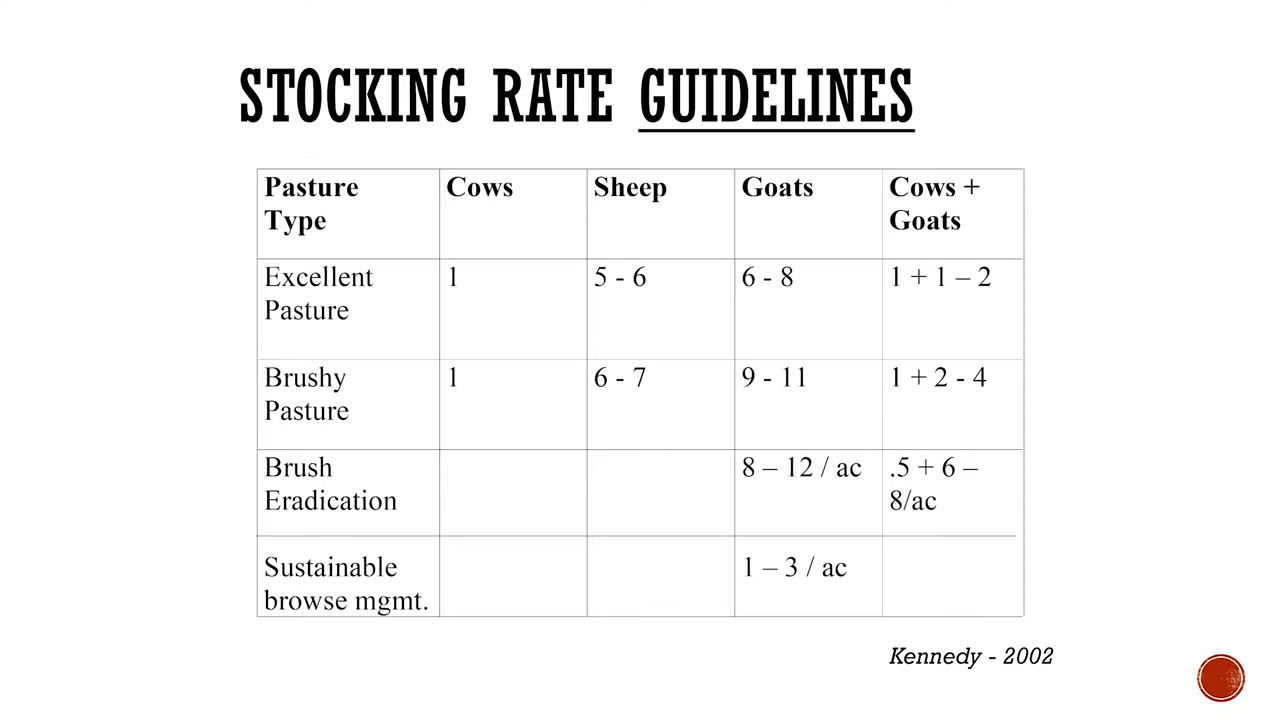 STOCKING RATE GUIDELINES
Pasture Type Cows Sheep Goats Cows + Goats
Excellent Pasture 1 5 - 6 6 - 8 1 + 1 – 2
Brushy Pasture 1 6 - 7 9 - 11 1 + 2 - 4
Brush Eradication 8 – 12 / ac .5 + 6 – 8/ac
Sustainable browse mgmt. 1 – 3 / ac
Kennedy - 2002